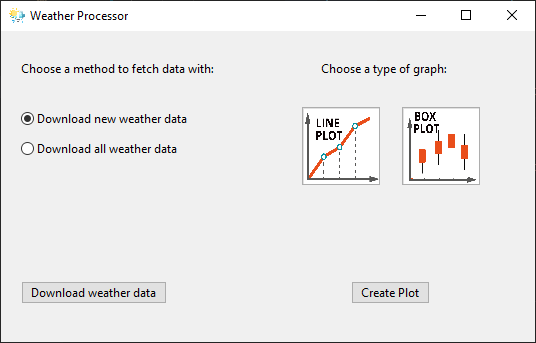 Weather Processor
Choose a method to fetch data with:
Choose a type of graph:
Download new weather data
Download all weather data
LINE
PLOT
BOX
PLOT
Download weather data
Create Plot